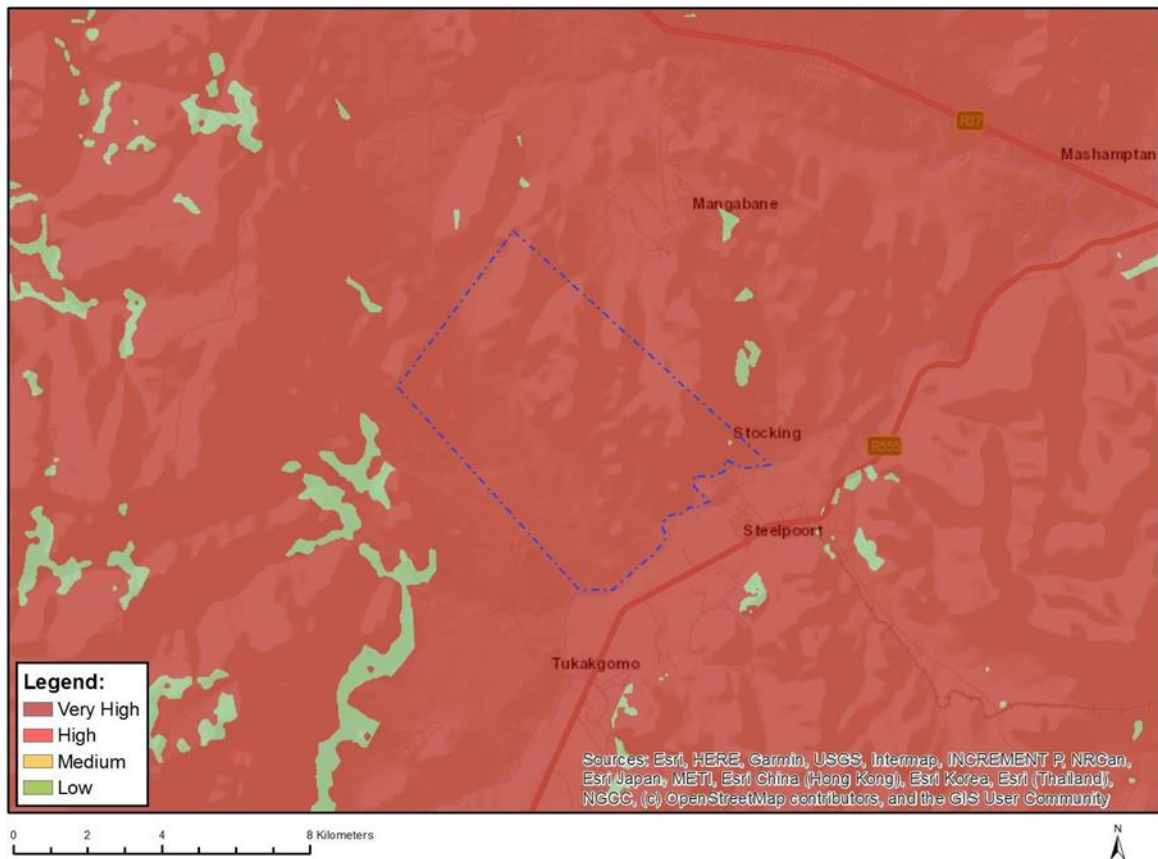 R37
Mashamptan
Mangabane
Stocking
R555
Steelpoort
Tukakgomo
Legend:
Very High
High
Medium
Low
Sources: Esri, HERE, Garmin, USGS, Intermap, INCREMENT P, NRCan,
Esri Japan, METI, Esri China (Hong Kong), Esri Korea, Esri (Thailand),
NGCC, (c) OpenStreetMap contributors, and the GIS User Community
0 2 4 8 Kilometers
N